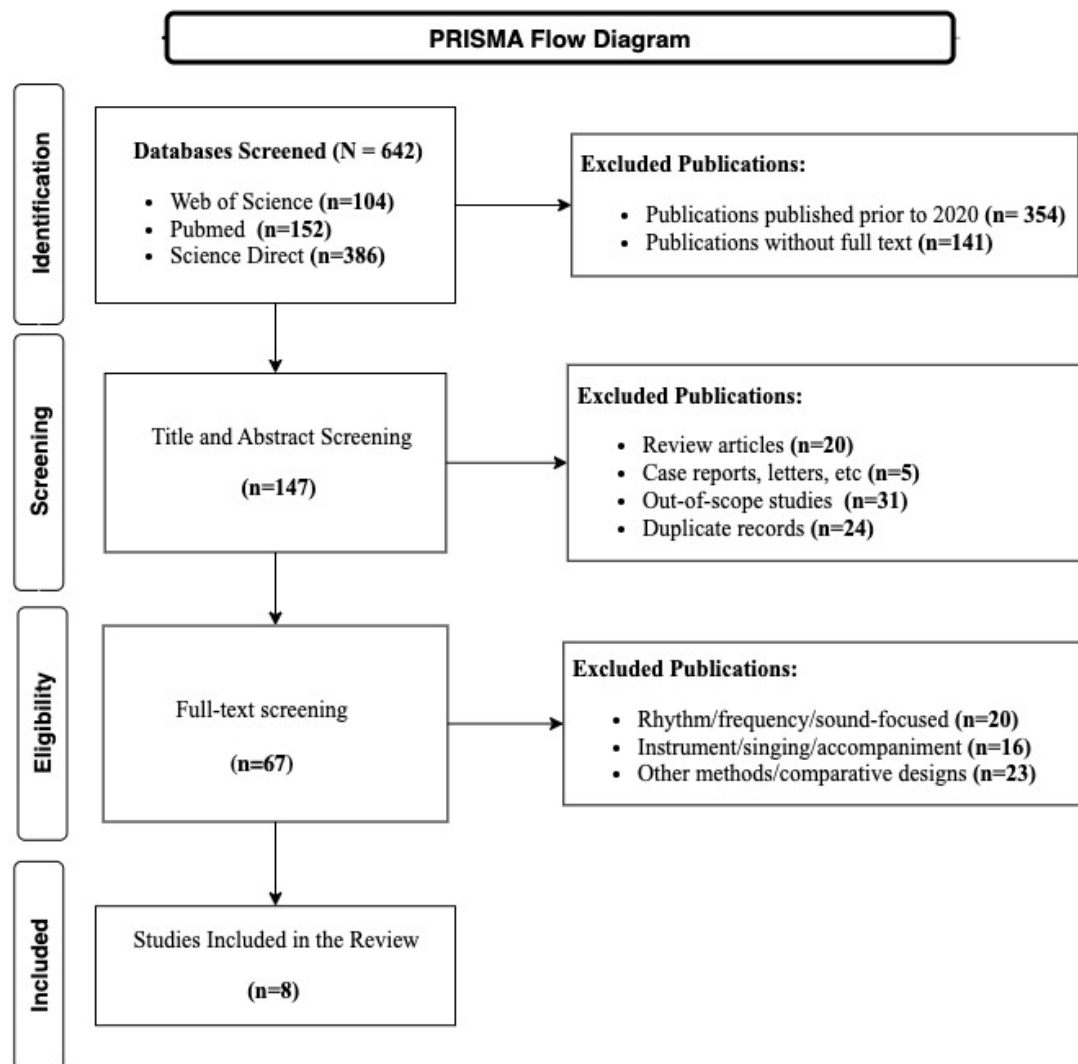 PRISMA Flow Diagram
Identification
Databases Screened (N = 642)
• Web of Science (n=104)
• Pubmed (n=152)
• Science Direct (n=386)
Excluded Publications:
• Publications published prior to 2020 (n= 354)
• Publications without full text (n=141)
Screening
Title and Abstract Screening
(n=147)
Excluded Publications:
• Review articles (n=20)
• Case reports, letters, etc (n=5)
• Out-of-scope studies (n=31)
• Duplicate records (n=24)
Eligibility
Full-text screening
(n=67)
Excluded Publications:
• Rhythm/frequency/sound-focused (n=20)
• Instrument/singing/accompaniment (n=16)
• Other methods/comparative designs (n=23)
Included
Studies Included in the Review
(n=8)